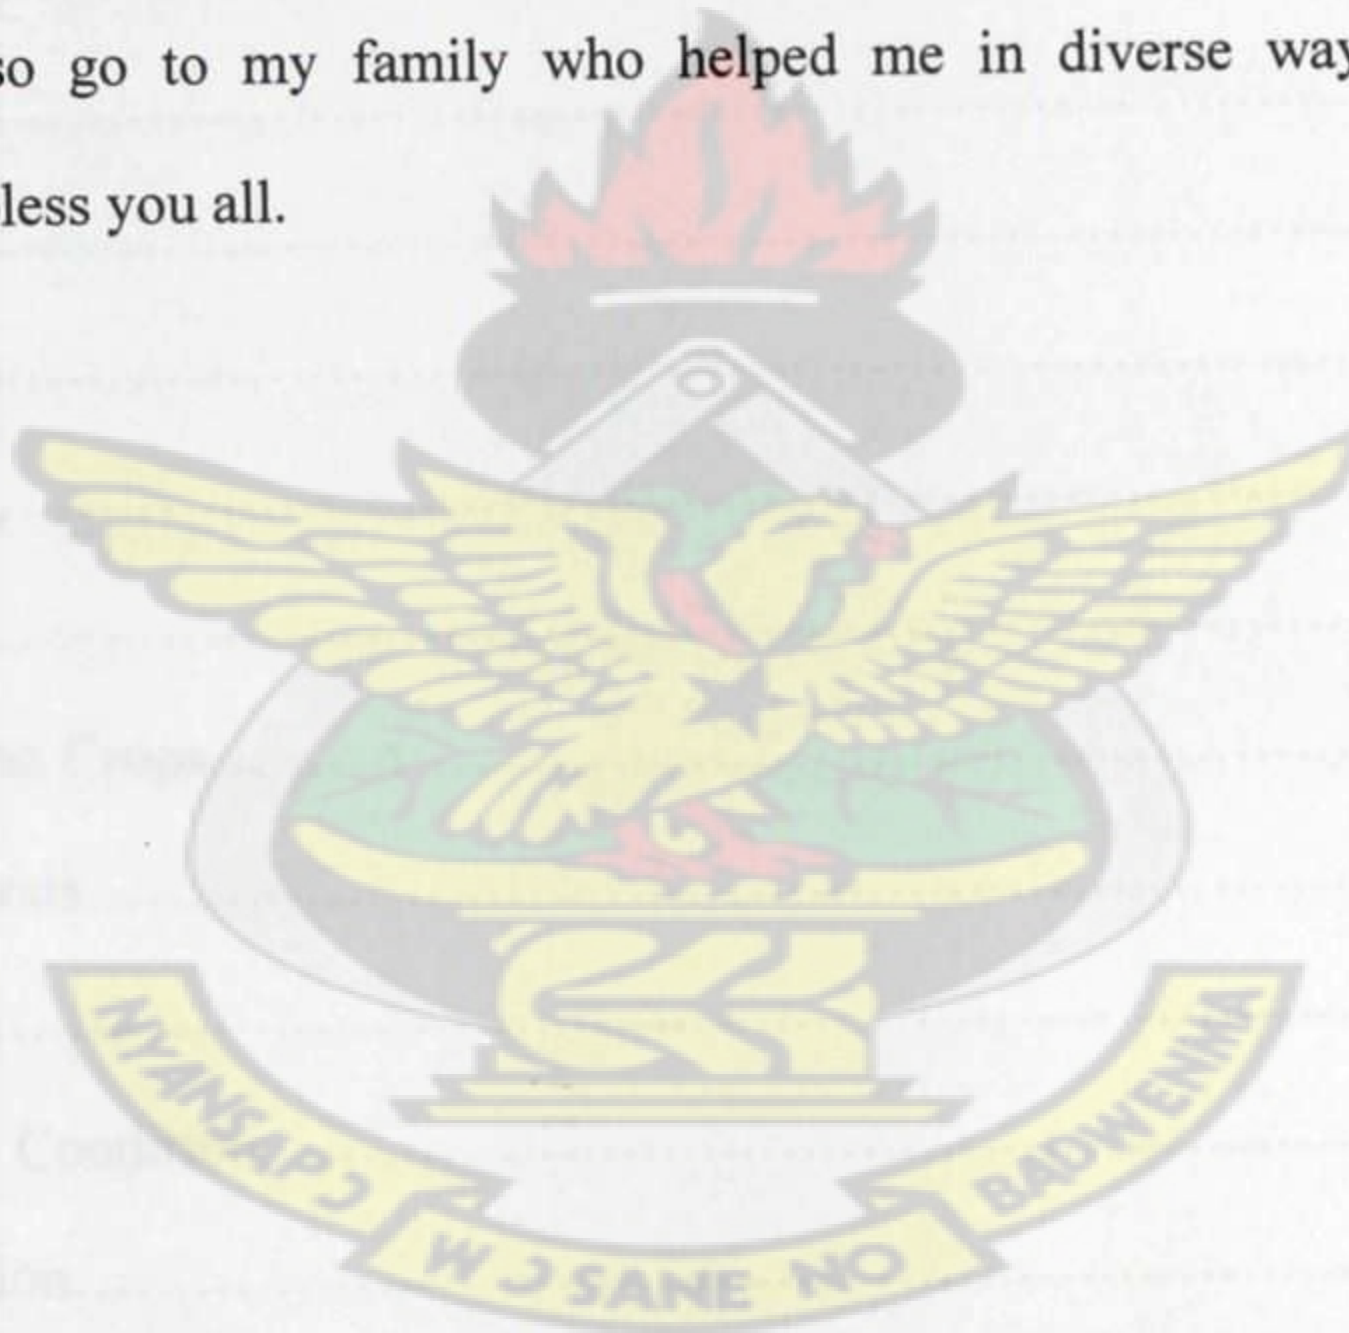 so go to my family who helped me in diverse way
less you all.
NYANSAPƆ
WƆSANE NO
BADWENMA